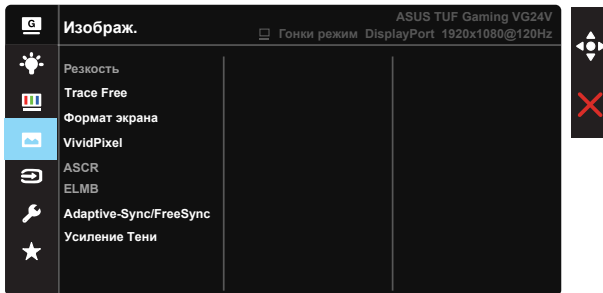 G
ASUS TUF Gaming VG24V
Изображ.
Гонки режим DisplayPort 1920x1080@120Hz
Резкость
Trace Free
Формат экрана
VividPixel
ASCR
ELMB
Adaptive-Sync/FreeSync
Усиление Тени